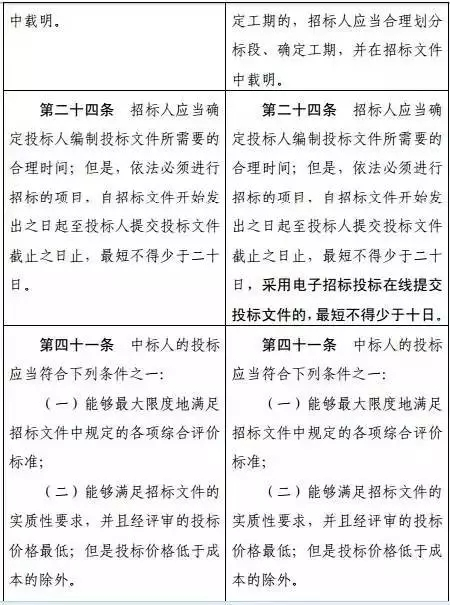 中载明。
定工期的，招标人应当合理划分
标段、确定工期，并在招标文件
中载明。
第二十四条 招标人应当确
定投标人编制投标文件所需要的
合理时间；但是，依法必须进行
招标的项目，自招标文件开始发
出之日起至投标人提交投标文件
截止之日止，最短不得少于二十
日。
第二十四条 招标人应当确
定投标人编制投标文件所需要的
合理时间；但是，依法必须进行
招标的项目，自招标文件开始发
出之日起至投标人提交投标文件
截止之日止，最短不得少于二十
日，采用电子招标投标在线提交
投标文件的，最短不得少于十日。
第四十一条 中标人的投标
应当符合下列条件之一：
（一）能够最大限度地满足
招标文件中规定的各项综合评价
标准；
（二）能够满足招标文件的
实质性要求，并且经评审的投标
价格最低；但是投标价格低于成
本的除外。
第四十一条 中标人的投标
应当符合下列条件之一：
（一）能够最大限度地满足
招标文件中规定的各项综合评价
标准；
（二）能够满足招标文件的
实质性要求，并且经评审的投标
价格最低；但是投标价格低于成
本的除外。